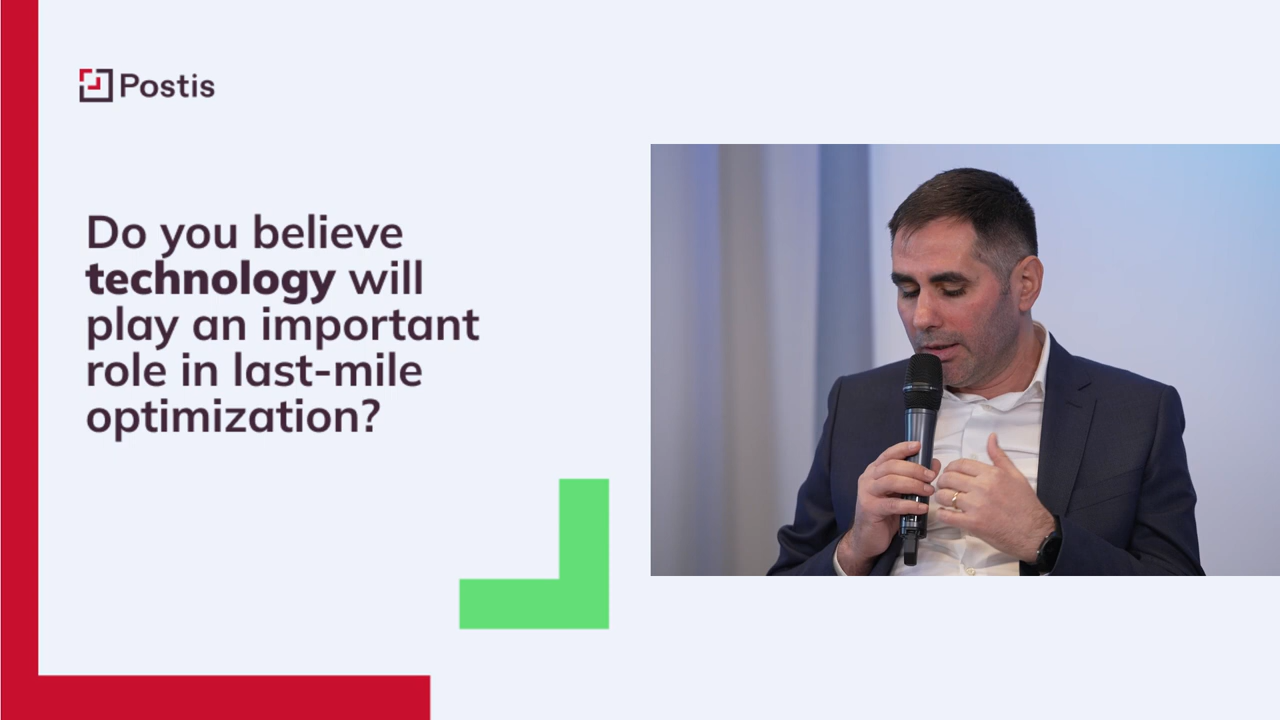 Postis
Do you believe
technology will
play an important
role in last-mile
optimization?